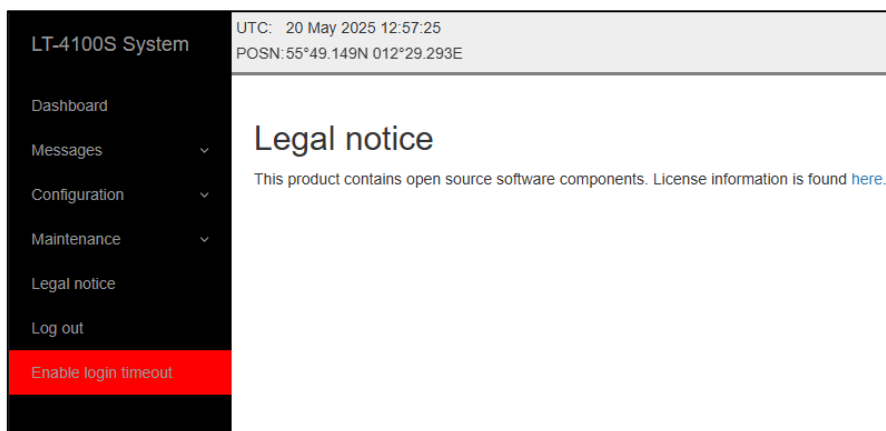 LT-4100S System
UTC: 20 May 2025 12:57:25
POSN: 55°49.149N 012°29.293E
Dashboard
Messages
Configuration
Maintenance
Legal notice
Log out
Enable login timeout
Legal notice
This product contains open source software components. License information is found here.